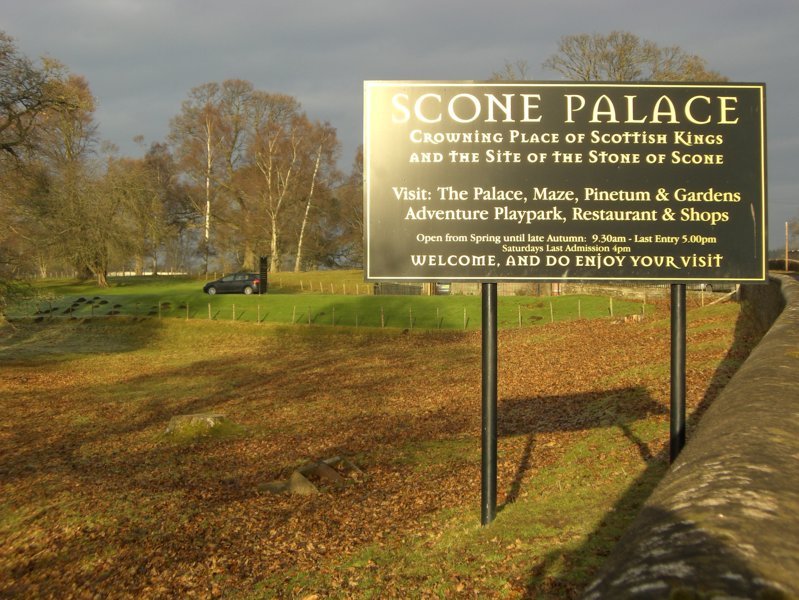 SCONE PALACE
CROWNING PLACE OF SCOTTISH KINGS
AND THE SITE OF THE STONE OF SCONE
Visit: The Palace, Maze, Pinetum & Gardens
Adventure Playpark, Restaurant & Shops
Open from Spring until late Autumn: 9.30am - Last Entry 5.00pm
Saturdays Last Admission 4pm
WELCOME, AND DO ENJOY YOUR VISIT